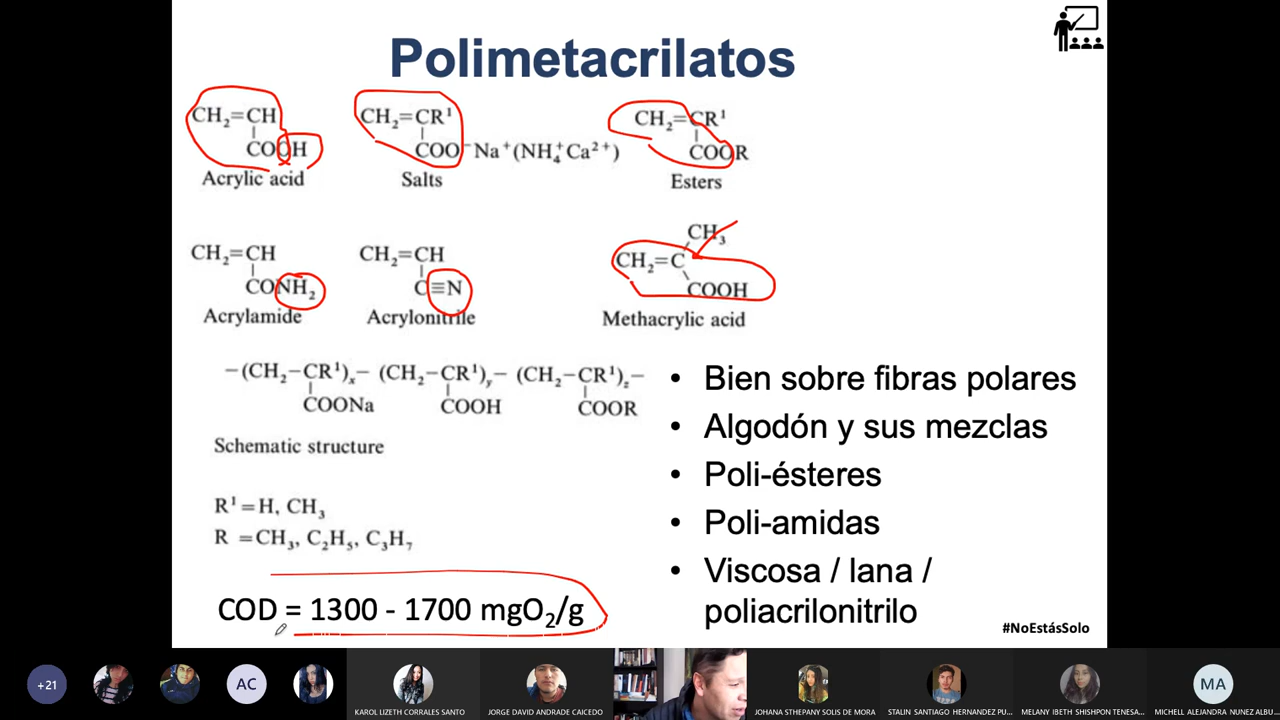 Polimetacrilatos
CH₂=CH
COOH
Acrylic acid
CH₂=CR¹
COO⁻Na⁺(NH₄⁺Ca²⁺)
Salts
CH₂=CR¹
COOR
Esters
CH₂=CH
CONH₂
Acrylamide
CH₂=CH
C≡N
Acrylonitrile
CH₃
CH₂=C
COOH
Methacrylic acid
–(CH₂–CR¹)ₓ– (CH₂–CR¹)ᵧ– (CH₂–CR¹)z–
COONa COOH COOR
Schematic structure
R¹=H, CH₃
R =CH₃, C₂H₅, C₃H₇
COD = 1300 - 1700 mgO₂/g
• Bien sobre fibras polares
• Algodón y sus mezclas
• Poli-ésteres
• Poli-amidas
• Viscosa / lana /
poliacrilonitrilo
#NoEstásSolo
+21
AC
KAROL LIZETH CORRALES SANTO
JORGE DAVID ANDRADE CAICEDO
JOHANA STHEPANY SOLIS DE MORA
STALIN SANTIAGO HERNANDEZ PU...
MELANY IBETH SHISHPON TENESA...
MA
MICHELL ALEJANDRA NUNEZ ALBU